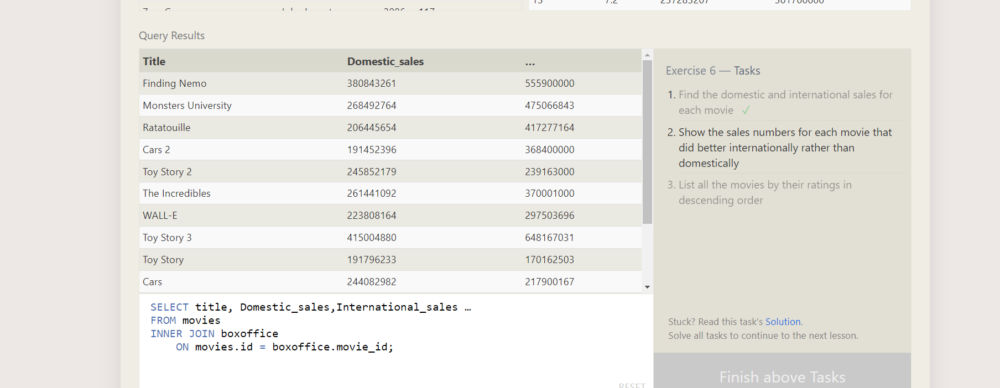 2006 117
13 7.2 237283207 301700000
Query Results
Title Domestic_sales ...
Finding Nemo 380843261 555900000
Monsters University 268492764 475066843
Ratatouille 206445654 417277164
Cars 2 191452396 368400000
Toy Story 2 245852179 239163000
The Incredibles 261441092 370001000
WALL-E 223808164 297503696
Toy Story 3 415004880 648167031
Toy Story 191796233 170162503
Cars 244082982 217900167
SELECT title, Domestic_sales,International_sales …
FROM movies
INNER JOIN boxoffice
ON movies.id = boxoffice.movie_id;
RESET
Exercise 6 — Tasks
1. Find the domestic and international sales for
each movie ✓
2. Show the sales numbers for each movie that
did better internationally rather than
domestically
3. List all the movies by their ratings in
descending order
Stuck? Read this task's Solution.
Solve all tasks to continue to the next lesson.
Finish above Tasks